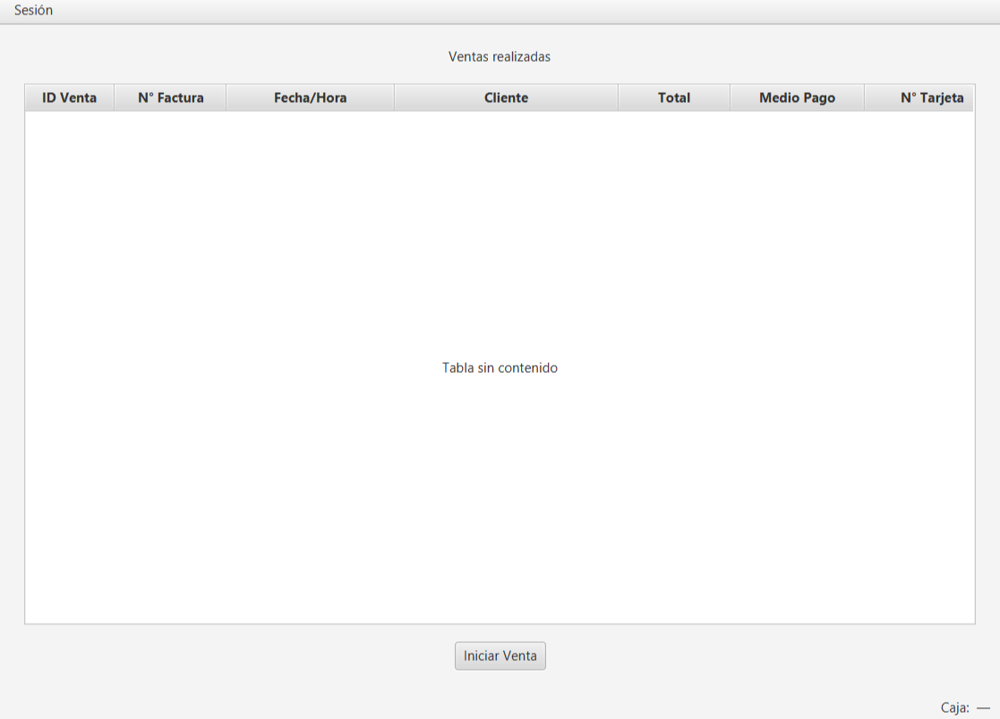 Sesión
Ventas realizadas
ID Venta N° Factura Fecha/Hora Cliente Total Medio Pago N° Tarjeta
Tabla sin contenido
Iniciar Venta
Caja: —